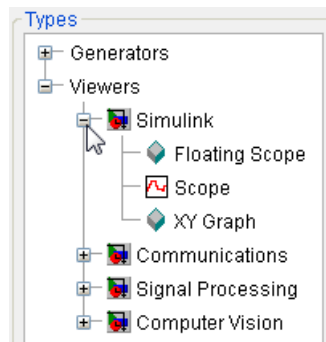 Types
Generators
Viewers
Simulink
Floating Scope
Scope
XY Graph
Communications
Signal Processing
Computer Vision